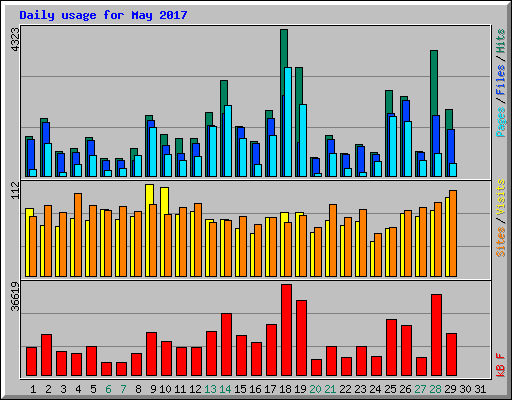 Daily usage for May 2017
4323
Pages / Files / Hits
112
Sites / Visits
36619
kB F
1 2 3 4 5 6 7 8 9 10 11 12 13 14 15 16 17 18 19 20 21 22 23 24 25 26 27 28 29 30 31